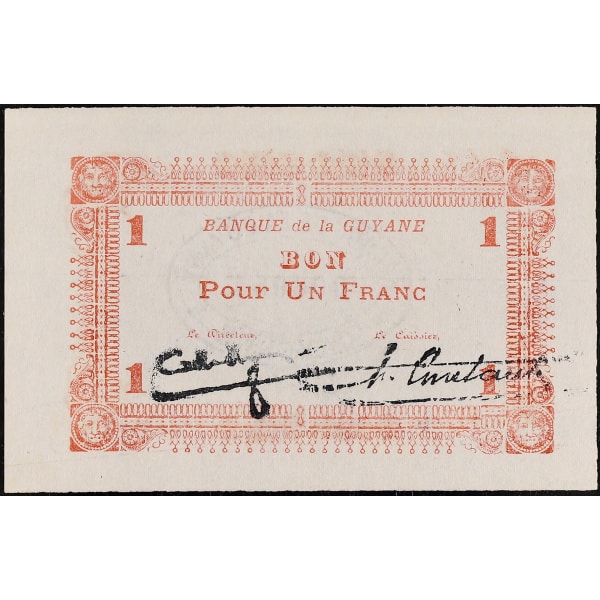 BANQUE de la GUYANE
1 1
BON
Pour UN FRANC
Le Directeur, Le Caissier,
1 1